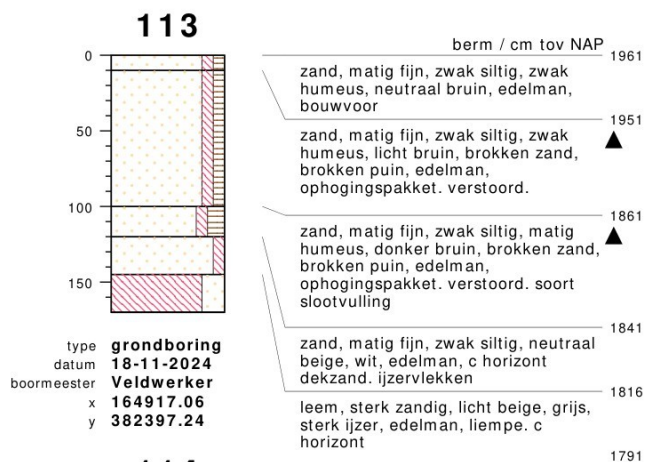 113
berm / cm tov NAP
0
1961
zand, matig fijn, zwak siltig, zwak
humeus, neutraal bruin, edelman,
bouwvoor
1951
50
zand, matig fijn, zwak siltig, zwak
humeus, licht bruin, brokken zand,
brokken puin, edelman,
ophogingspakket. verstoord.
100
1861
zand, matig fijn, zwak siltig, matig
humeus, donker bruin, brokken zand,
brokken puin, edelman,
ophogingspakket. verstoord. soort
slootvulling
150
1841
zand, matig fijn, zwak siltig, neutraal
beige, wit, edelman, c horizont
dekzand. ijzervlekken
1816
leem, sterk zandig, licht beige, grijs,
sterk ijzer, edelman, liempe. c
horizont
1791
type grondboring
datum 18-11-2024
boormeester Veldwerker
x 164917.06
y 382397.24